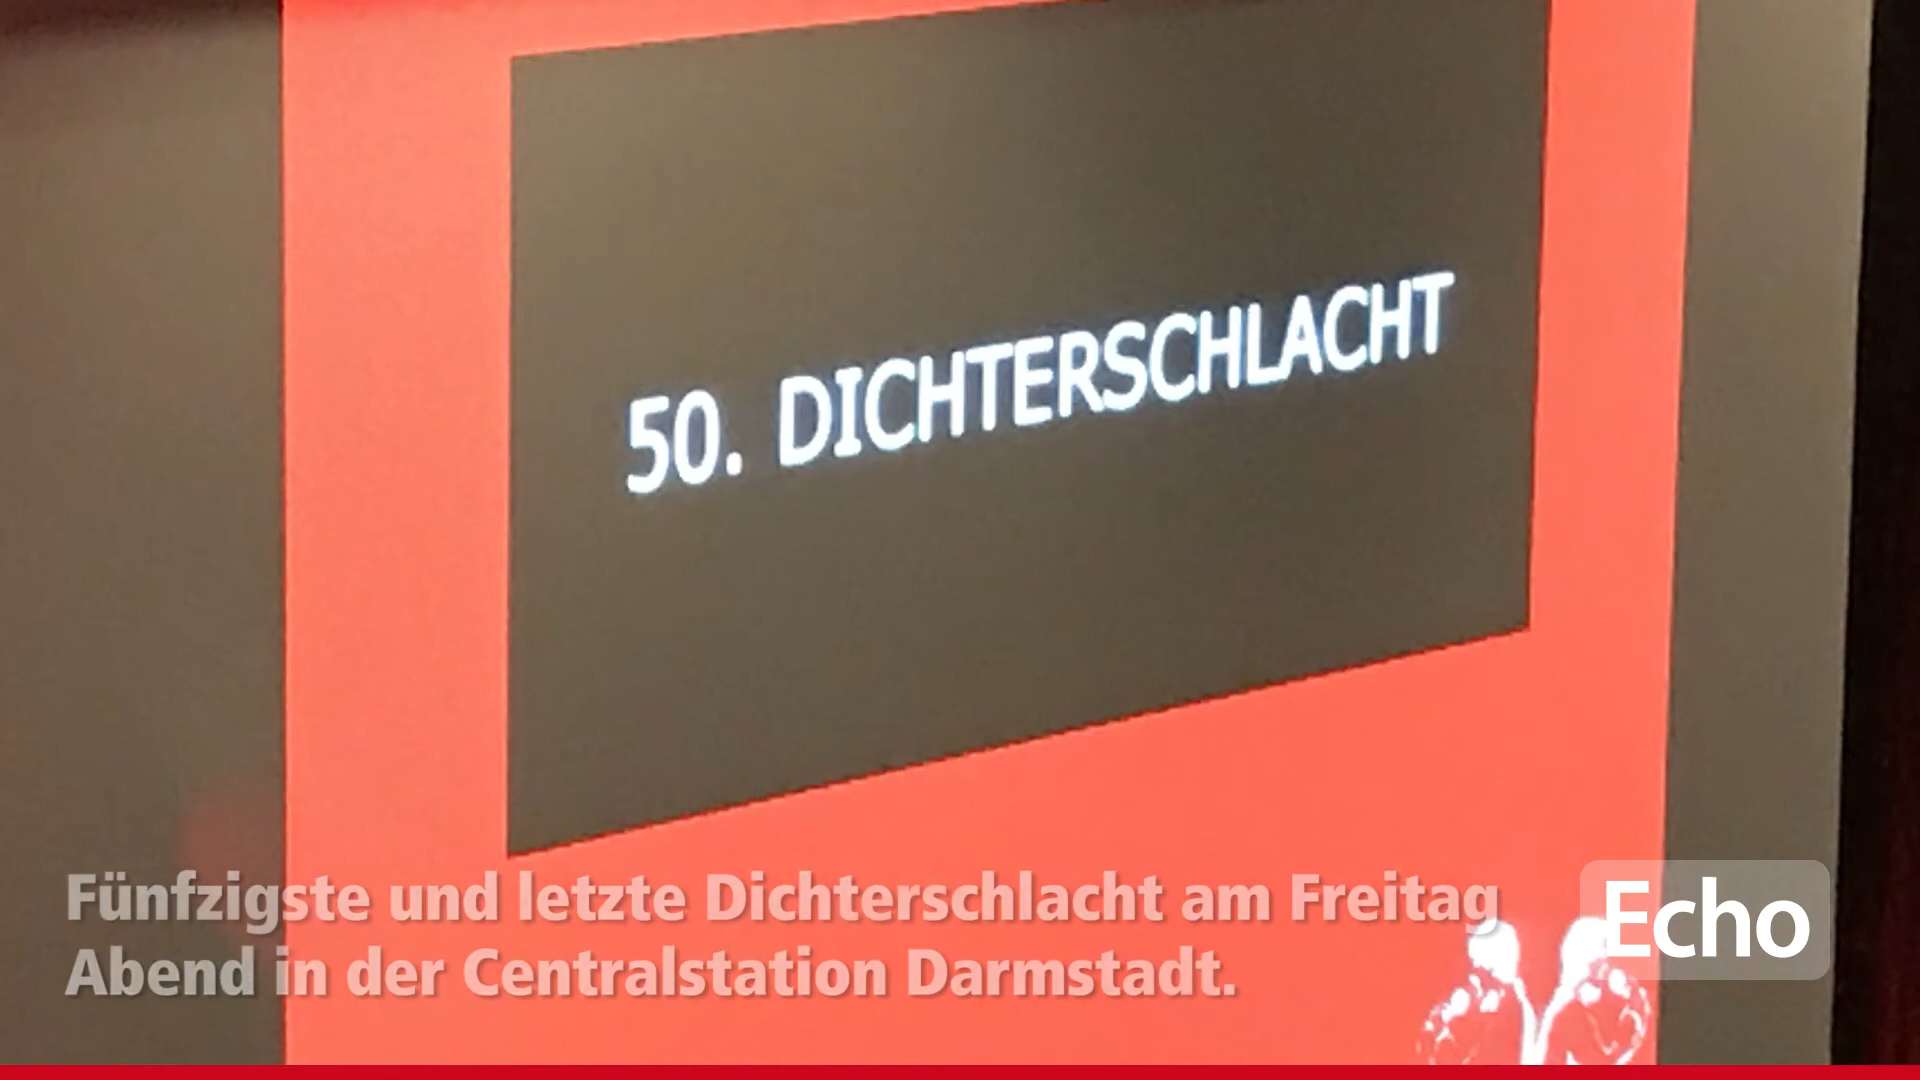 50. DICHTERSCHLACHT
Fünfzigste und letzte Dichterschlacht am Freitag
Abend in der Centralstation Darmstadt.
Echo